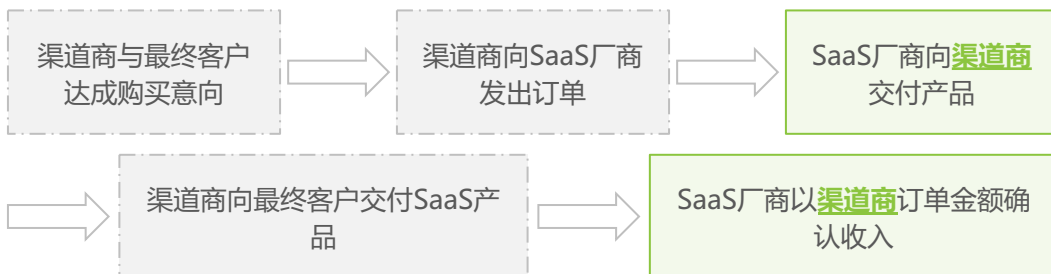 渠道商与最终客户
达成购买意向
渠道商向SaaS厂商
发出订单
SaaS厂商向渠道商
交付产品
渠道商向最终客户交付SaaS产
品
SaaS厂商以渠道商订单金额确
认收入